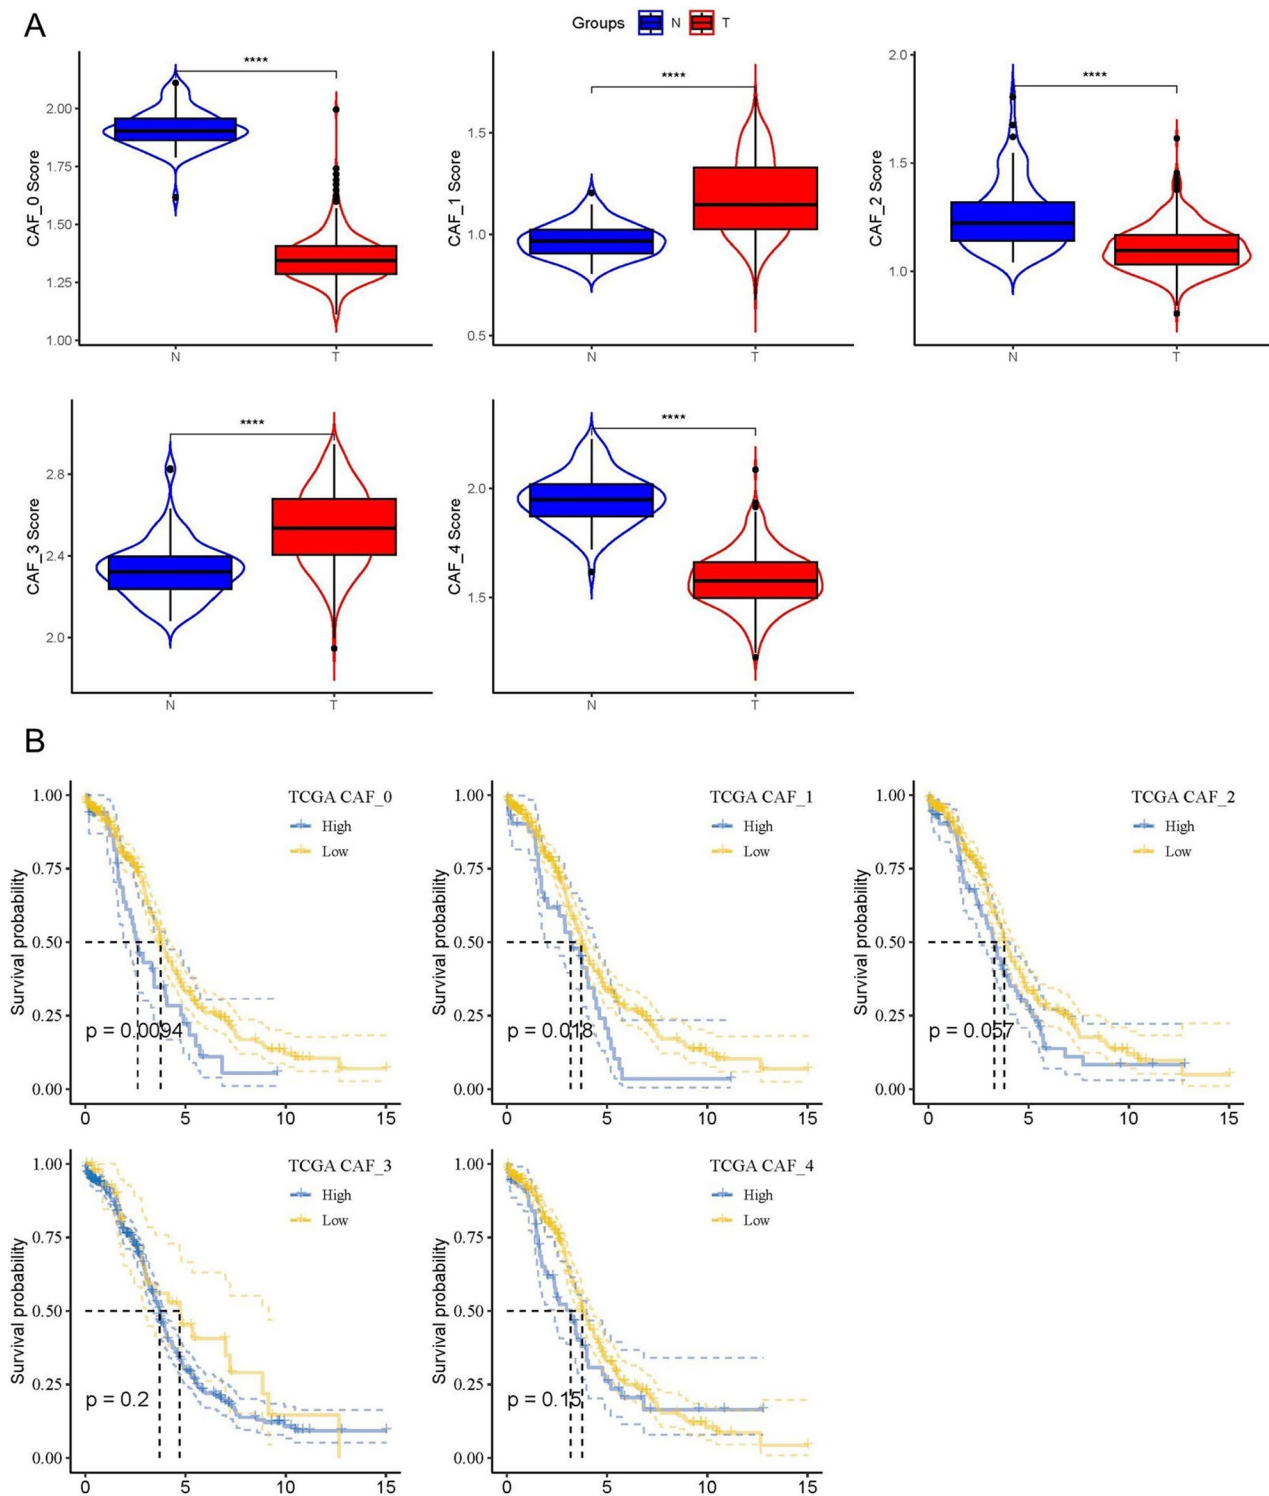 A
Groups N T
CAF_0 Score
2.00
1.75
1.50
1.25
1.00
****
N T
CAF_1 Score
1.5
1.0
0.5
****
N T
CAF_2 Score
2.0
1.5
1.0
****
N T
CAF_3 Score
2.8
2.4
2.0
****
N T
CAF_4 Score
2.0
1.5
****
N T
B
Survival probability
1.00
0.75
0.50
0.25
0.00
TCGA CAF_0
High
Low
p = 0.0094
0 5 10 15
Survival probability
1.00
0.75
0.50
0.25
0.00
TCGA CAF_1
High
Low
p = 0.018
0 5 10 15
Survival probability
1.00
0.75
0.50
0.25
0.00
TCGA CAF_2
High
Low
p = 0.057
0 5 10 15
Survival probability
1.00
0.75
0.50
0.25
0.00
TCGA CAF_3
High
Low
p = 0.2
0 5 10 15
Survival probability
1.00
0.75
0.50
0.25
0.00
TCGA CAF_4
High
Low
p = 0.15
0 5 10 15